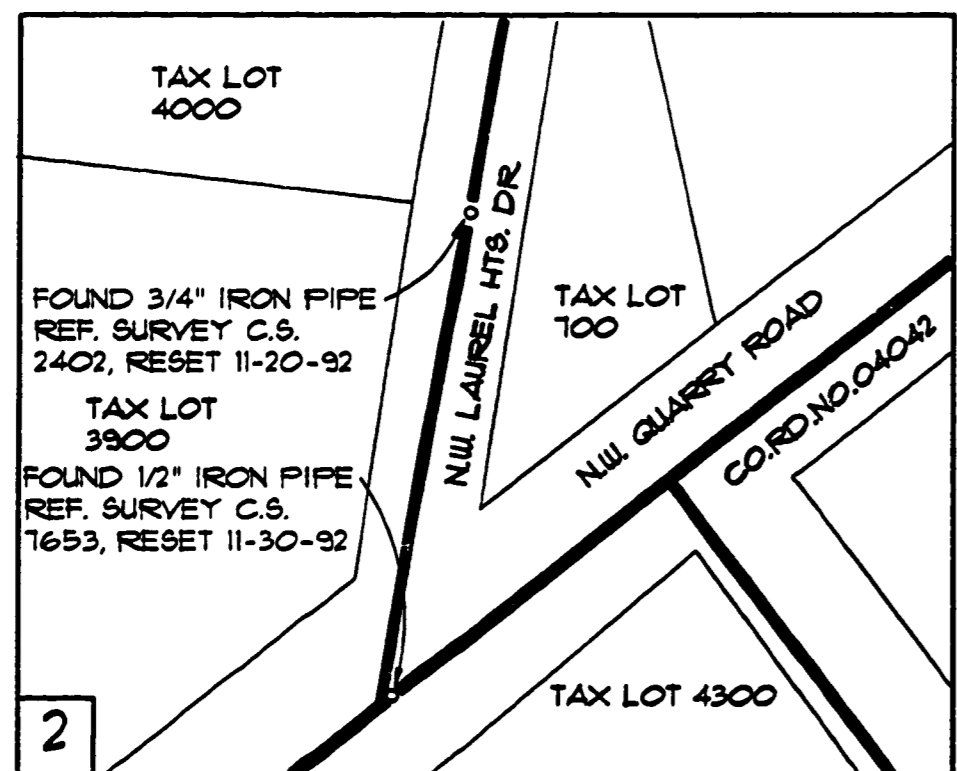 TAX LOT
4000
N.W. LAUREL HTS. DR
FOUND 3/4" IRON PIPE
REF. SURVEY C.S.
2402, RESET 11-20-92
TAX LOT
700
N.W. QUARRY ROAD
CO.RD.NO.04042
TAX LOT
3900
FOUND 1/2" IRON PIPE
REF. SURVEY C.S.
7653, RESET 11-30-92
TAX LOT 4300
2